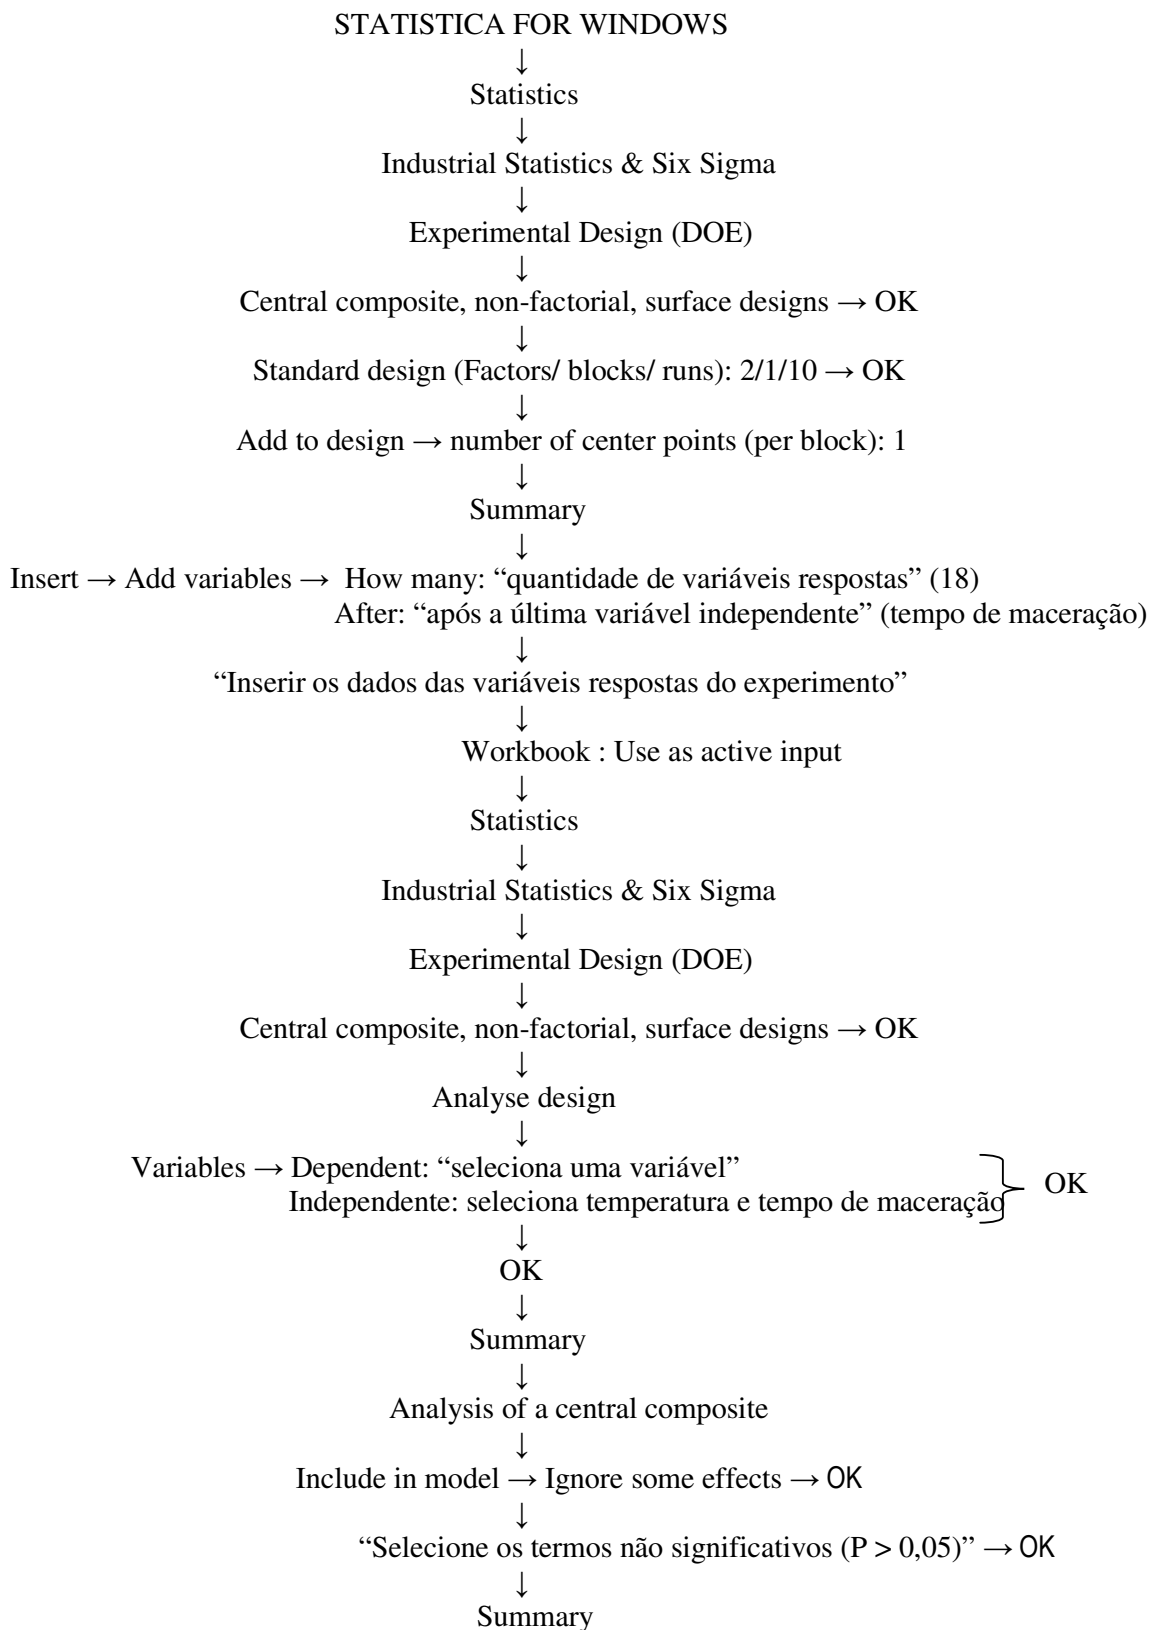 STATISTICA FOR WINDOWS
↓
Statistics
↓
Industrial Statistics & Six Sigma
↓
Experimental Design (DOE)
↓
Central composite, non-factorial, surface designs → OK
↓
Standard design (Factors/ blocks/ runs): 2/1/10 → OK
↓
Add to design → number of center points (per block): 1
↓
Summary
↓
Insert → Add variables → How many: “quantidade de variáveis respostas” (18)
After: “após a última variável independente” (tempo de maceração)
↓
“Inserir os dados das variáveis respostas do experimento”
↓
Workbook : Use as active input
↓
Statistics
↓
Industrial Statistics & Six Sigma
↓
Experimental Design (DOE)
↓
Central composite, non-factorial, surface designs → OK
↓
Analyse design
↓
Variables → Dependent: “seleciona uma variável”
Independente: seleciona temperatura e tempo de maceração } OK
↓
OK
↓
Summary
↓
Analysis of a central composite
↓
Include in model → Ignore some effects → OK
↓
“Selecione os termos não significativos (P > 0,05)” → OK
↓
Summary